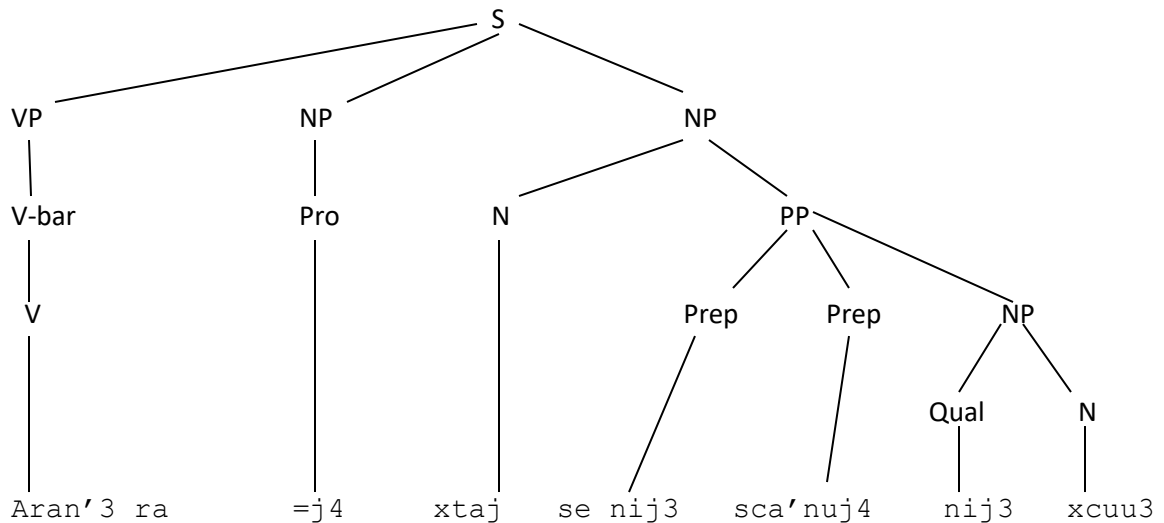 S
VP NP NP
V-bar Pro N PP
V Prep Prep NP
Qual N
Aran’3 ra =j4 xtaj se nij3 sca’nuj4 nij3 xcuu3